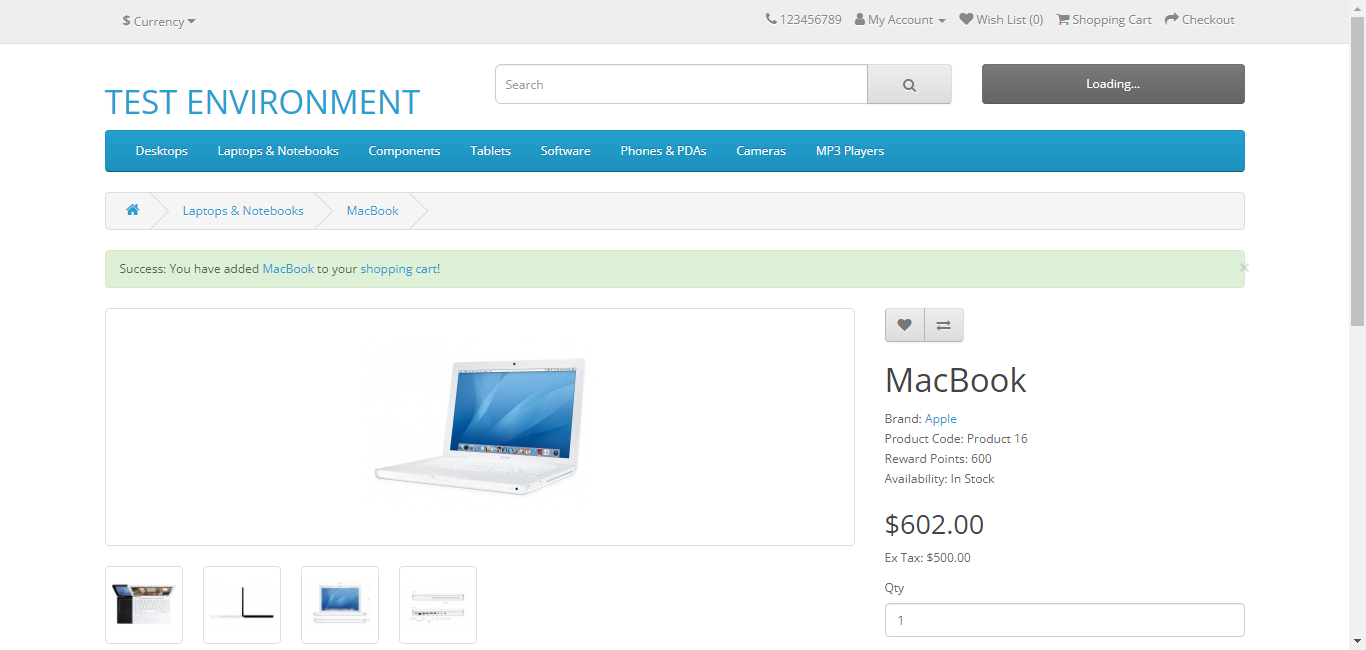 $ Currency
123456789 My Account Wish List (0) Shopping Cart Checkout
TEST ENVIRONMENT
Search
Loading...
Desktops Laptops & Notebooks Components Tablets Software Phones & PDAs Cameras MP3 Players
Laptops & Notebooks MacBook
Success: You have added MacBook to your shopping cart!
×
MacBook
Brand: Apple
Product Code: Product 16
Reward Points: 600
Availability: In Stock
$602.00
Ex Tax: $500.00
Qty
1